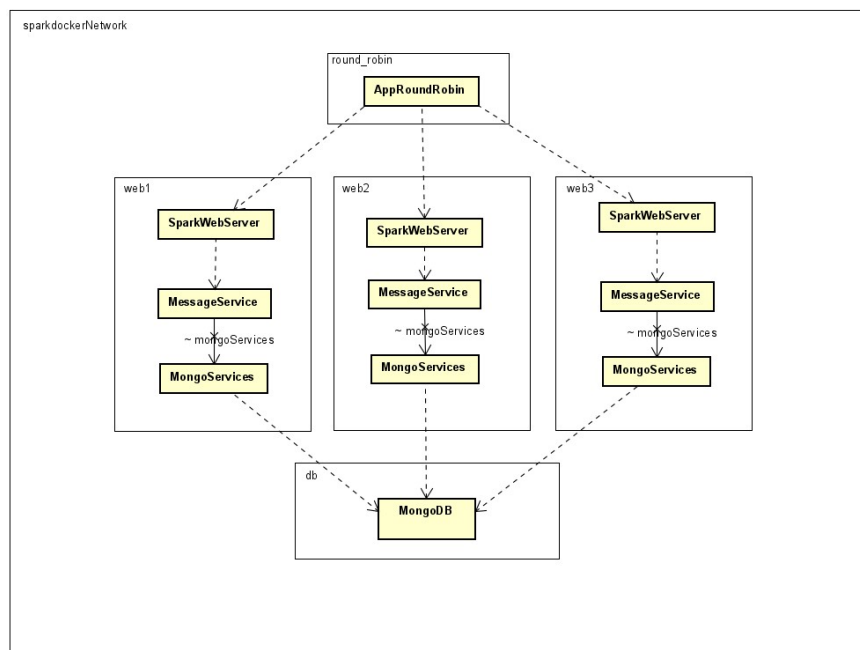 sparkdockerNetwork
round_robin
AppRoundRobin
web1
web2
web3
SparkWebServer
SparkWebServer
SparkWebServer
MessageService
MessageService
MessageService
~ mongoServices
~ mongoServices
~ mongoServices
MongoServices
MongoServices
MongoServices
db
MongoDB